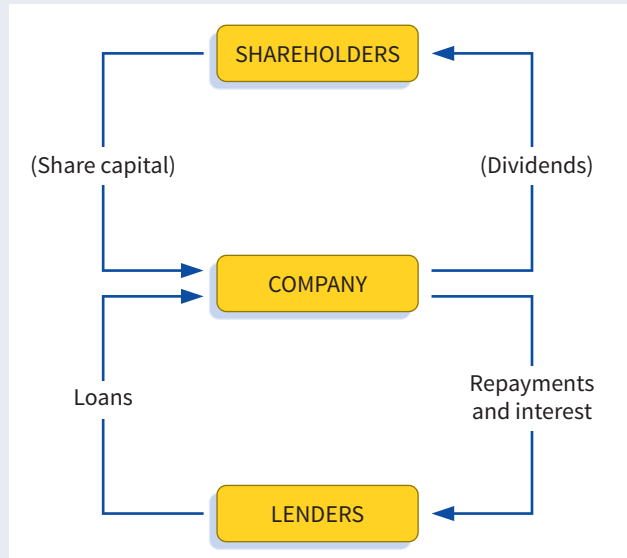 SHAREHOLDERS
(Share capital)
(Dividends)
COMPANY
Loans
Repayments
and interest
LENDERS